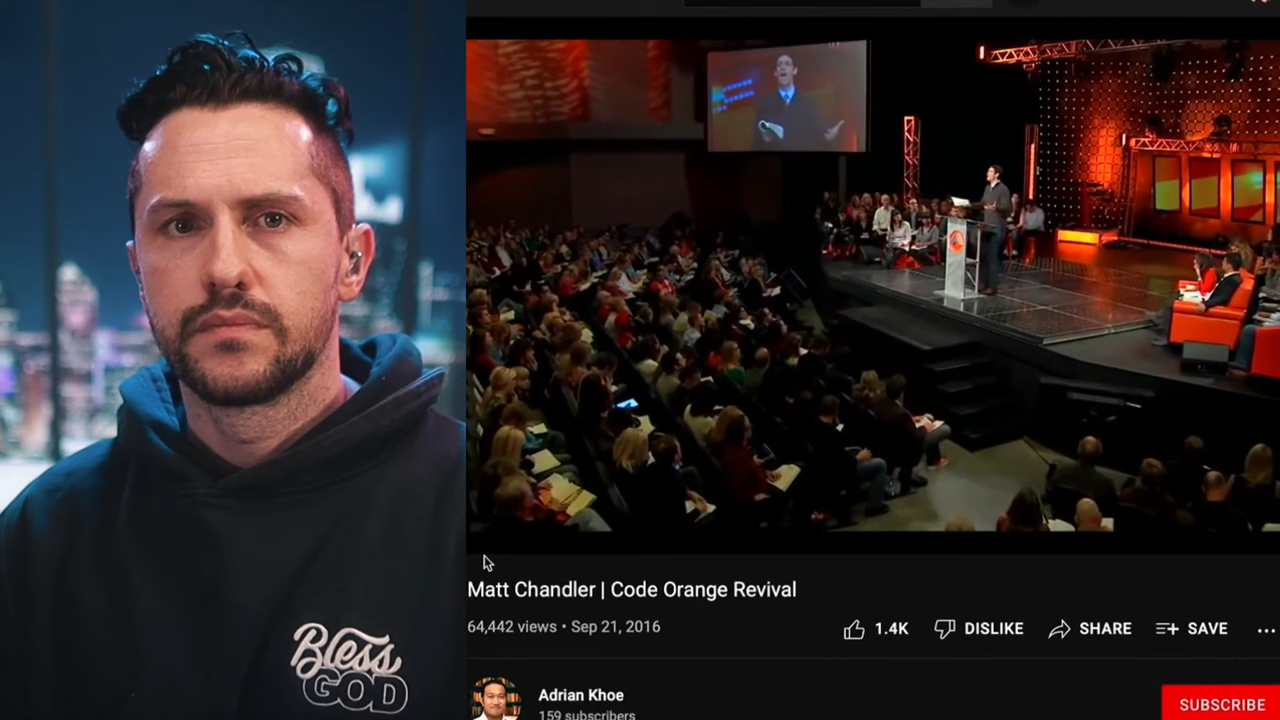 Bless
GOD
Matt Chandler | Code Orange Revival
64,442 views • Sep 21, 2016
1.4K
DISLIKE
SHARE
SAVE
Adrian Khoe
159 subscribers
SUBSCRIBE